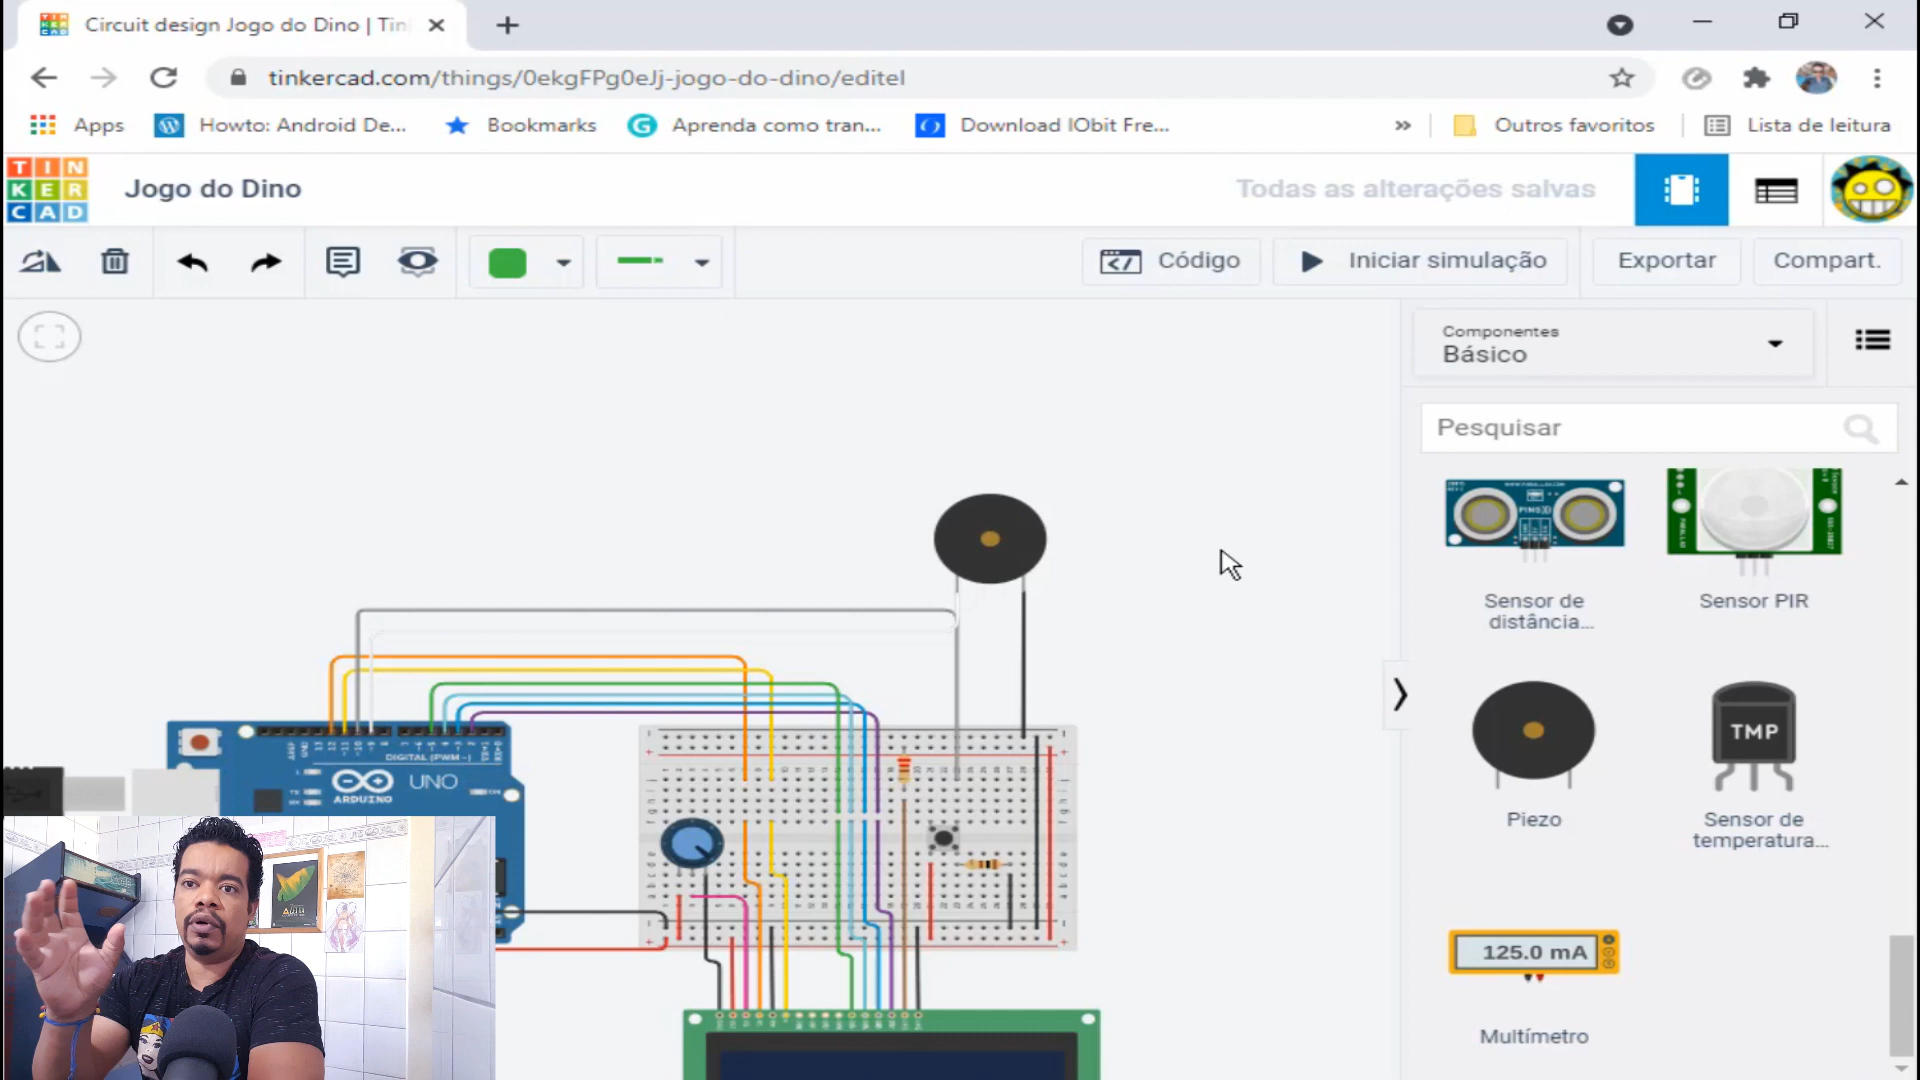 Circuit design Jogo do Dino | Tin
tinkercad.com/things/0ekgFPg0eJj-jogo-do-dino/editel
Apps
Howto: Android De...
Bookmarks
Aprenda como tran...
Download IObit Fre...
»
Outros favoritos
Lista de leitura
TIN
KER
CAD
Jogo do Dino
Todas as alterações salvas
Código
Iniciar simulação
Exportar
Compart.
Componentes
Básico
Pesquisar
Sensor de
distância...
Sensor PIR
DIGITAL (PWM ~)
UNO
ARDUINO
TMP
Piezo
Sensor de
temperatura...
125.0 mA
Multímetro